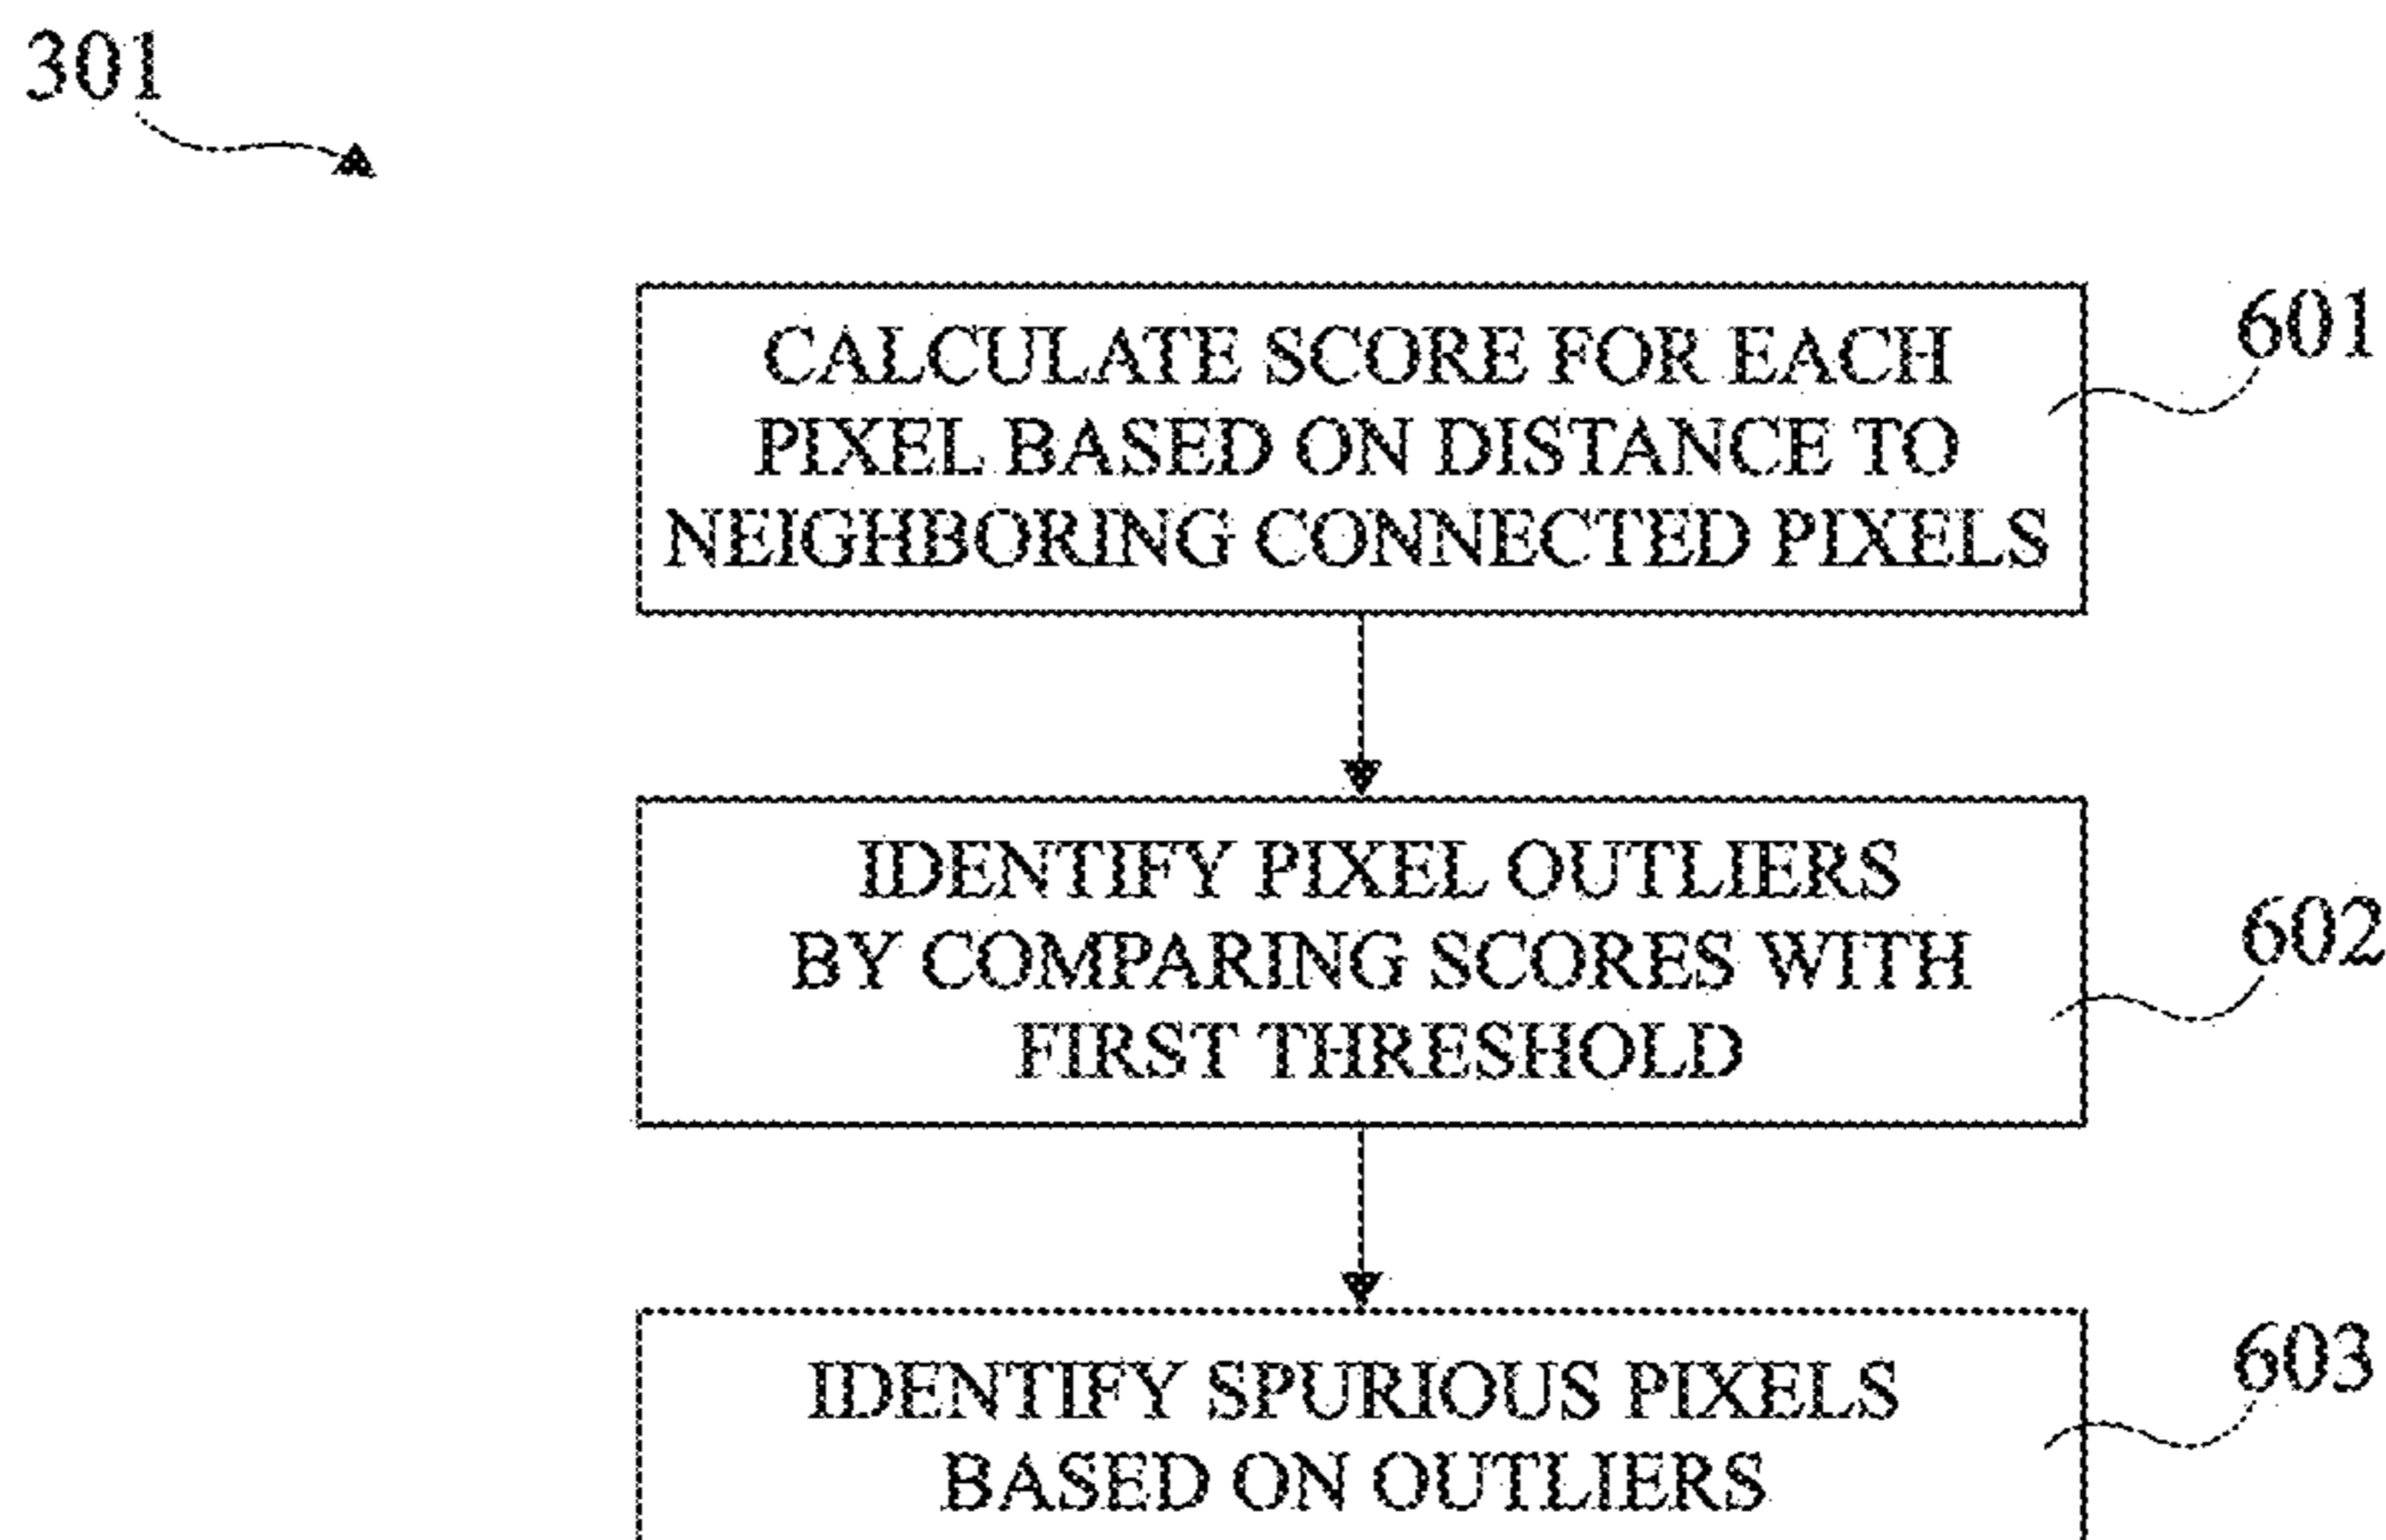 301
CALCULATE SCORE FOR EACH
PIXEL BASED ON DISTANCE TO
NEIGHBORING CONNECTED PIXELS
601
IDENTIFY PIXEL OUTLIERS
BY COMPARING SCORES WITH
FIRST THRESHOLD
602
IDENTIFY SPURIOUS PIXELS
BASED ON OUTLIERS
603